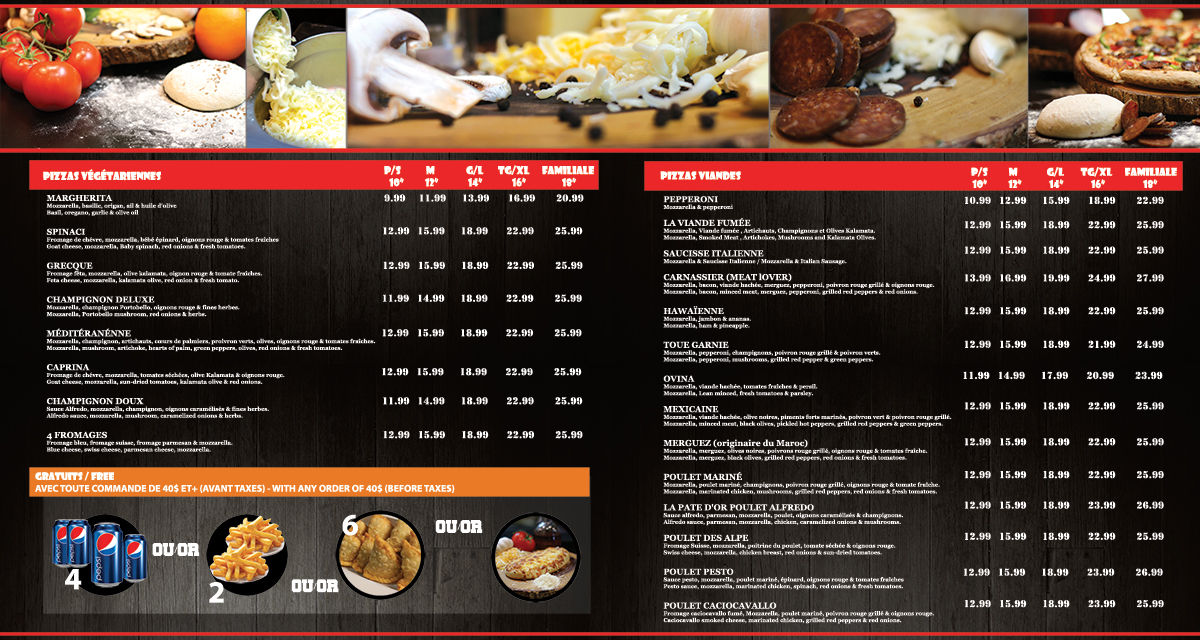 PIZZAS VÉGÉTARIENNES P/S M G/L TG/XL FAMILIALE
10" 12" 14" 16" 18"
MARGHERITA 9.99 11.99 13.99 16.99 20.99
Mozzarella, basilic, origan, ail & huile d'olive
Basil, oregano, garlic & olive oil
SPINACI 12.99 15.99 18.99 22.99 25.99
Fromage de chèvre, mozzarella, bébé épinard, oignons rouge & tomates fraîches
Goat cheese, mozzarella, Baby spinach, red onions & fresh tomatoes.
GRECQUE 12.99 15.99 18.99 22.99 25.99
Fromage fêta, mozzarella, olive kalamata, oignon rouge & tomate fraîches.
Feta cheese, mozzarella, kalamata olive, red onion & fresh tomato.
CHAMPIGNON DELUXE 11.99 14.99 18.99 22.99 25.99
Mozzarella, champignan Portobello, oignons rouge & fines herbes.
Mozzarella, Portobello mushroom, red onions & herbs.
MÉDITÉRANÉNNE 12.99 15.99 18.99 22.99 25.99
Mozzarella, champignon, artichauts, cœurs de palmiers, proivron verts, olives, oignons rouge & tomates fraîches.
Mozzarella, mushroom, artichoke, hearts of palm, green peppers, olives, red onions & fresh tomatoes.
CAPRINA 12.99 15.99 18.99 22.99 25.99
Fromage de chèvre, mozzarella, tomates séchées, olive Kalamata & oignons rouge.
Goat cheese, mozzarella, sun-dried tomatoes, kalamata olive & red onions.
CHAMPIGNON DOUX 11.99 14.99 18.99 22.99 25.99
Sauce Alfredo, mozzarella, champignon, oignons caramélisés & fines herbes.
Alfredo sauce, mozzarella, mushroom, caramelized onions & herbs.
4 FROMAGES 12.99 15.99 18.99 22.99 25.99
Fromage bleu, fromage suisse, fromage parmesan & mozzarella.
Blue cheese, swiss cheese, parmesan cheese, mozzarella.
GRATUITS / FREE
AVEC TOUTE COMMANDE DE 40$ ET+ (AVANT TAXES) - WITH ANY ORDER OF 40$ (BEFORE TAXES)
pepsi
4
OU/OR
2
OU/OR
6
OU/OR
PIZZAS VIANDES P/S M G/L TG/XL FAMILIALE
10" 12" 14" 16" 18"
PEPPERONI 10.99 12.99 15.99 18.99 22.99
Mozzarella & pepperoni
LA VIANDE FUMÉE 12.99 15.99 18.99 22.99 25.99
Mozzarella, Viande fumée , Artichauts, Champignons et Olives Kalamata.
Mozzarella, Smoked Meat , Artichokes, Mushrooms and Kalamata Olives.
SAUCISSE ITALIENNE 12.99 15.99 18.99 22.99 25.99
Mozzarella & Saucisse Italienne / Mozzarella & Italian Sausage.
CARNASSIER (MEAT lOVER) 13.99 16.99 19.99 24.99 27.99
Mozzarella, bacon, viande hachée, merguez, pepperoni, poivron rouge grillé & oignons rouge.
Mozzarella, bacon, minced meat, merguez, pepperoni, grilled red peppers & red onions.
HAWAÏENNE 12.99 15.99 18.99 22.99 25.99
Mozzarella, jambon & ananas.
Mozzarella, ham & pineapple.
TOUE GARNIE 12.99 15.99 18.99 21.99 24.99
Mozzarella, pepperoni, champignons, poivron rouge grillé & poivron verts.
Mozzarella, pepperoni, mushrooms, grilled red pepper & green peppers.
OVINA 11.99 14.99 17.99 20.99 23.99
Mozzarella, viande hachée, tomates fraîches & persil.
Mozzarella, Lean minced, fresh tomatoes & parsley.
MEXICAINE 12.99 15.99 18.99 22.99 25.99
Mozzarella, viande hachée, olive noires, piments forts marinés, poivron vert & poivron rouge grillé.
Mozzarella, minced meat, black olives, pickled hot peppers, grilled red peppers & green peppers.
MERGUEZ (originaire du Maroc) 12.99 15.99 18.99 22.99 25.99
Mozzarella, merguez, olives noires, poivrons rouge grillé, oignons rouge & tomates fraîche.
Mozzarella, merguez, black olives, grilled red peppers, red onions & fresh tomatoes.
POULET MARINÉ 12.99 15.99 18.99 22.99 25.99
Mozzarella, poulet mariné, champignons, poivron rouge grillé, oignons rouge & tomate fraîche.
Mozzarella, marinated chicken, mushrooms, grilled red peppers, red onions & fresh tomatoes.
LA PATE D'OR POULET ALFREDO 12.99 15.99 18.99 23.99 26.99
Sauce alfredo, parmesan, mozzarella, poulet, oignons caramélisés & champignons.
Alfredo sauce, parmesan, mozzarella, chicken, caramelized onions & mushrooms.
POULET DES ALPE 12.99 15.99 18.99 22.99 25.99
Fromage Suisse, mozzarella, poitrine du poulet, tomate séchée & oignons rouge.
Swiss cheese, mozzarella, chicken breast, red onions & sun-dried tomatoes.
POULET PESTO 12.99 15.99 18.99 23.99 26.99
Sauce pesto, mozzarella, poulet mariné, épinard, oignons rouge & tomates fraîches
Pesto sauce, mozzarella, marinated chicken, spinach, red onions & fresh tomatoes.
POULET CACIOCAVALLO 12.99 15.99 18.99 23.99 25.99
Fromage caciocavallo fumé, Mozzarella, poulet mariné, poivron rouge grillé & oignons rouge.
Caciocavallo smoked cheese, marinated chicken, grilled red peppers & red onions.